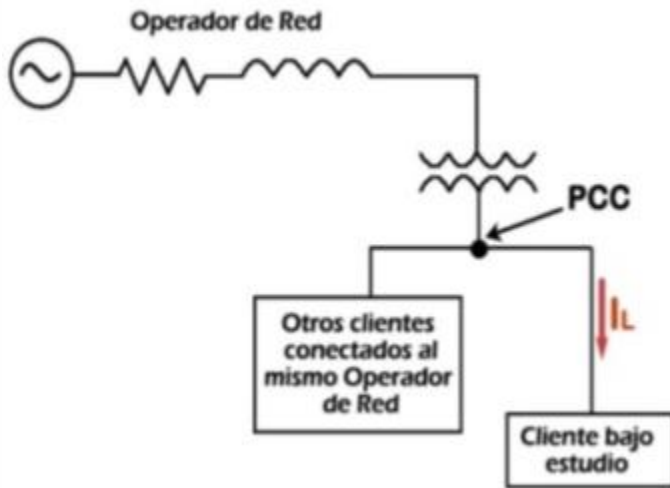 Operador de Red
PCC
IL
Otros clientes
conectados al
mismo Operador
de Red
Cliente bajo
estudio